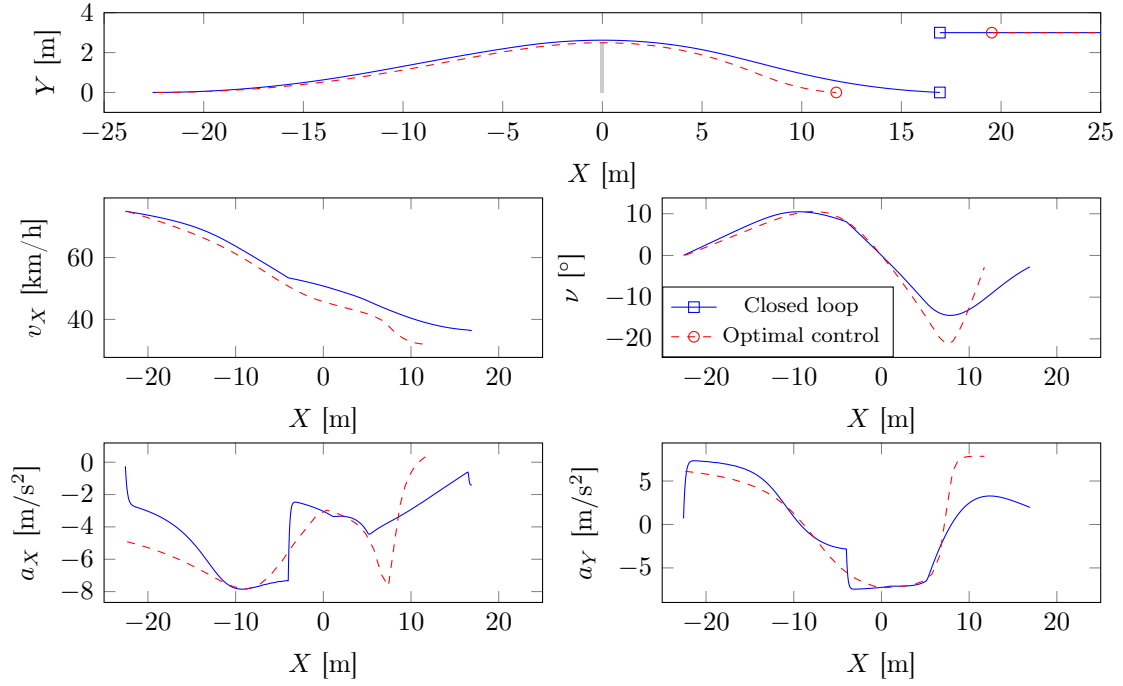 4
2
0
Y [m]
−25 −20 −15 −10 −5 0 5 10 15 20 25
X [m]
60
40
v_X [km/h]
−20 −10 0 10 20
X [m]
10
0
−10
−20
ν [°]
Closed loop
Optimal control
−20 −10 0 10 20
X [m]
0
−2
−4
−6
−8
a_X [m/s²]
−20 −10 0 10 20
X [m]
5
0
−5
a_Y [m/s²]
−20 −10 0 10 20
X [m]